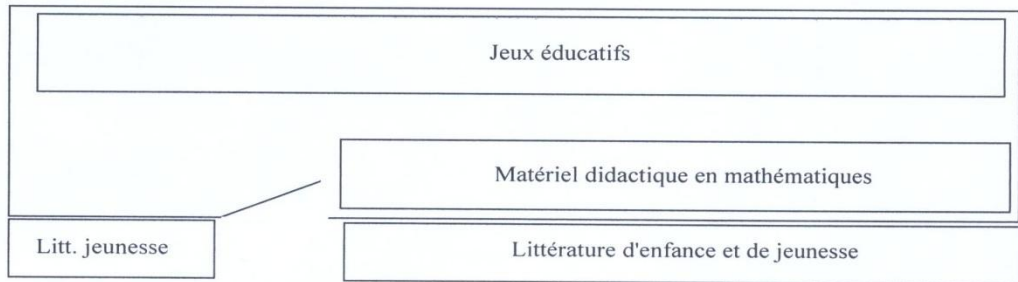 Jeux éducatifs
Matériel didactique en mathématiques
Litt. jeunesse
Littérature d'enfance et de jeunesse